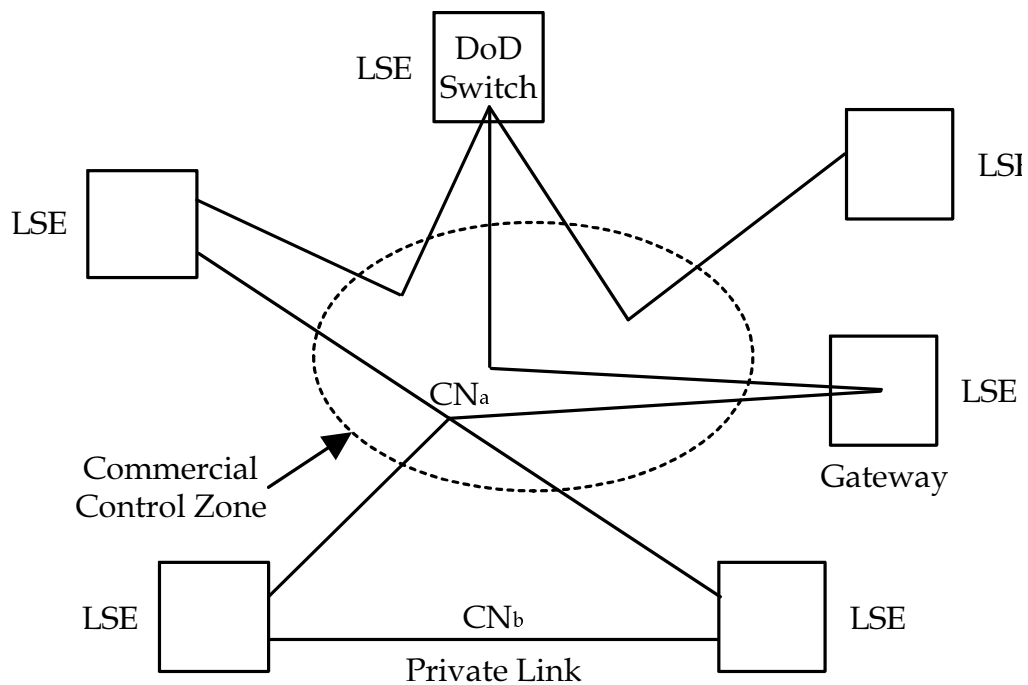 DoD
Switch
LSE
LSE
LSE
CNa
LSE
Commercial
Control Zone
Gateway
LSE
CNb
LSE
Private Link